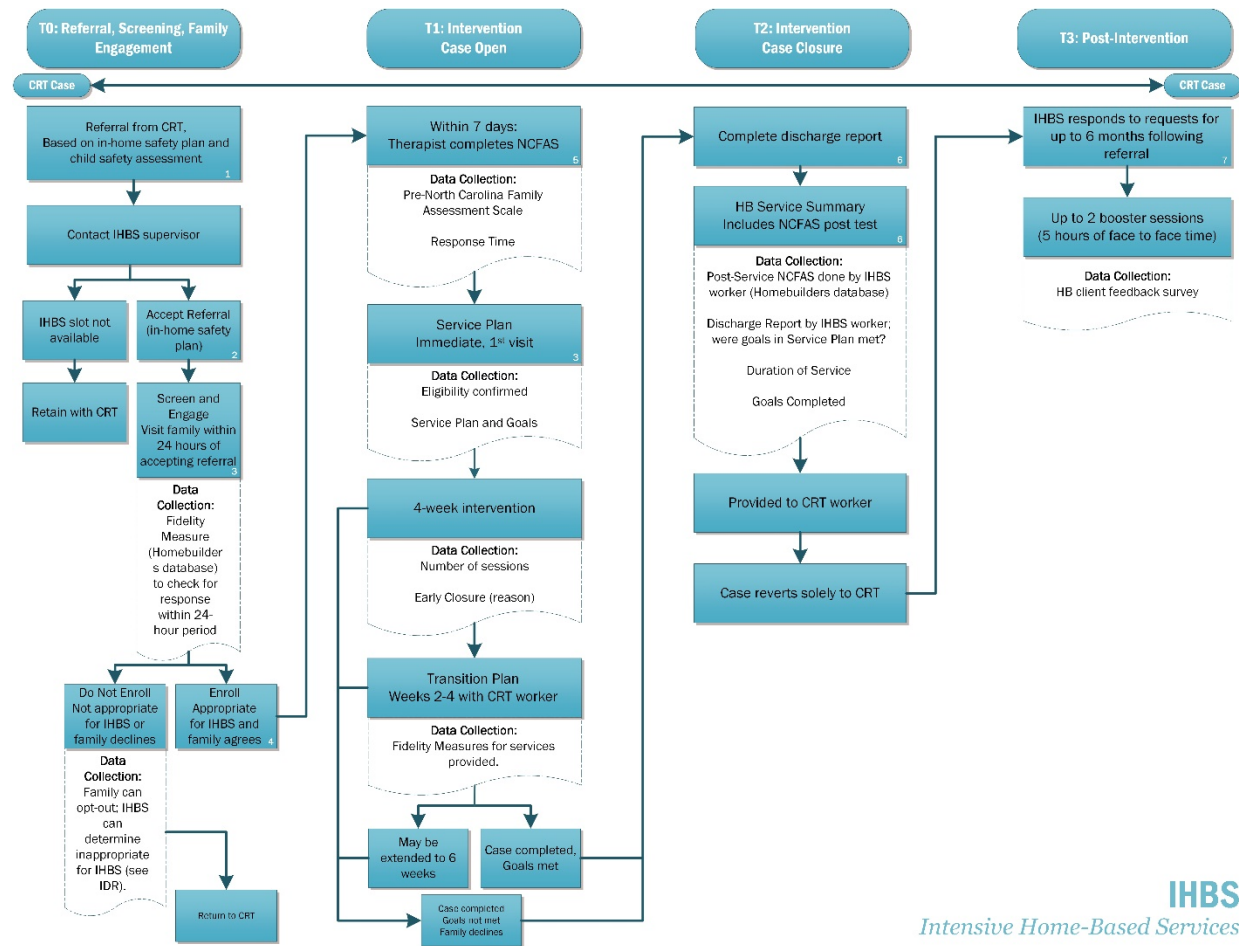 T0: Referral, Screening, Family
Engagement
T1: Intervention
Case Open
T2: Intervention
Case Closure
T3: Post-Intervention
CRT Case
CRT Case
Referral from CRT,
Based on in-home safety plan and
child safety assessment
1
Contact IHBS supervisor
IHBS slot not
available
Accept Referral
(in-home safety
plan)
2
Retain with CRT
Screen and
Engage
Visit family within
24 hours of
accepting referral
3
Data
Collection:
Fidelity
Measure
(Homebuilder
s database)
to check for
response
within 24-
hour period
Do Not Enroll
Not appropriate
for IHBS or
family declines
Enroll
Appropriate
for IHBS and
family agrees
4
Data
Collection:
Family can
opt-out; IHBS
can
determine
inappropriate
for IHBS (see
IDR).
Return to CRT
Within 7 days:
Therapist completes NCFAS
5
Data Collection:
Pre-North Carolina Family
Assessment Scale
Response Time
Service Plan
Immediate, 1st visit
3
Data Collection:
Eligibility confirmed
Service Plan and Goals
4-week intervention
Data Collection:
Number of sessions
Early Closure (reason)
Transition Plan
Weeks 2-4 with CRT worker
Data Collection:
Fidelity Measures for services
provided.
May be
extended to 6
weeks
Case completed,
Goals met
Case completed
Goals not met
Family declines
Complete discharge report
6
HB Service Summary
Includes NCFAS post test
6
Data Collection:
Post-Service NCFAS done by IHBS
worker (Homebuilders database)
Discharge Report by IHBS worker;
were goals in Service Plan met?
Duration of Service
Goals Completed
Provided to CRT worker
Case reverts solely to CRT
IHBS responds to requests for
up to 6 months following
referral
7
Up to 2 booster sessions
(5 hours of face to face time)
Data Collection:
HB client feedback survey
IHBS
Intensive Home-Based Services